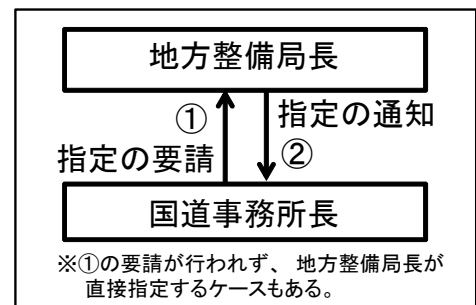 地方整備局長
①
指定の通知
指定の要請
②
国道事務所長
※①の要請が行われず、 地方整備局長が
直接指定するケースもある。